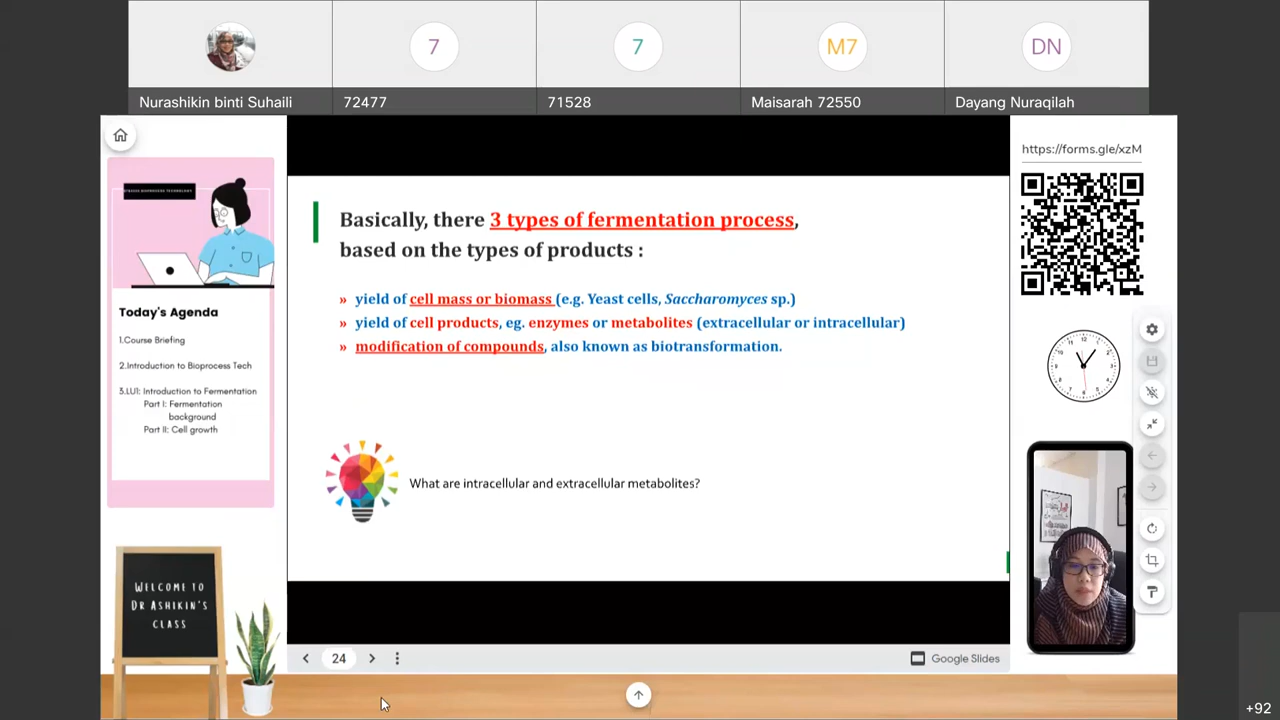 7
7
M7
DN
Nurashikin binti Suhaili
72477
71528
Maisarah 72550
Dayang Nuraqilah
BIOPROCESS TECHNOLOGY
Today's Agenda
1.Course Briefing
2.Introduction to Bioprocess Tech
3.LU1: Introduction to Fermentation
Part I: Fermentation
background
Part II: Cell growth
WELCOME TO
DR ASHIKIN'S
CLASS
Basically, there 3 types of fermentation process,
based on the types of products :
» yield of cell mass or biomass (e.g. Yeast cells, Saccharomyces sp.)
» yield of cell products, eg. enzymes or metabolites (extracellular or intracellular)
» modification of compounds, also known as biotransformation.
What are intracellular and extracellular metabolites?
24
Google Slides
https://forms.gle/xzM
+92